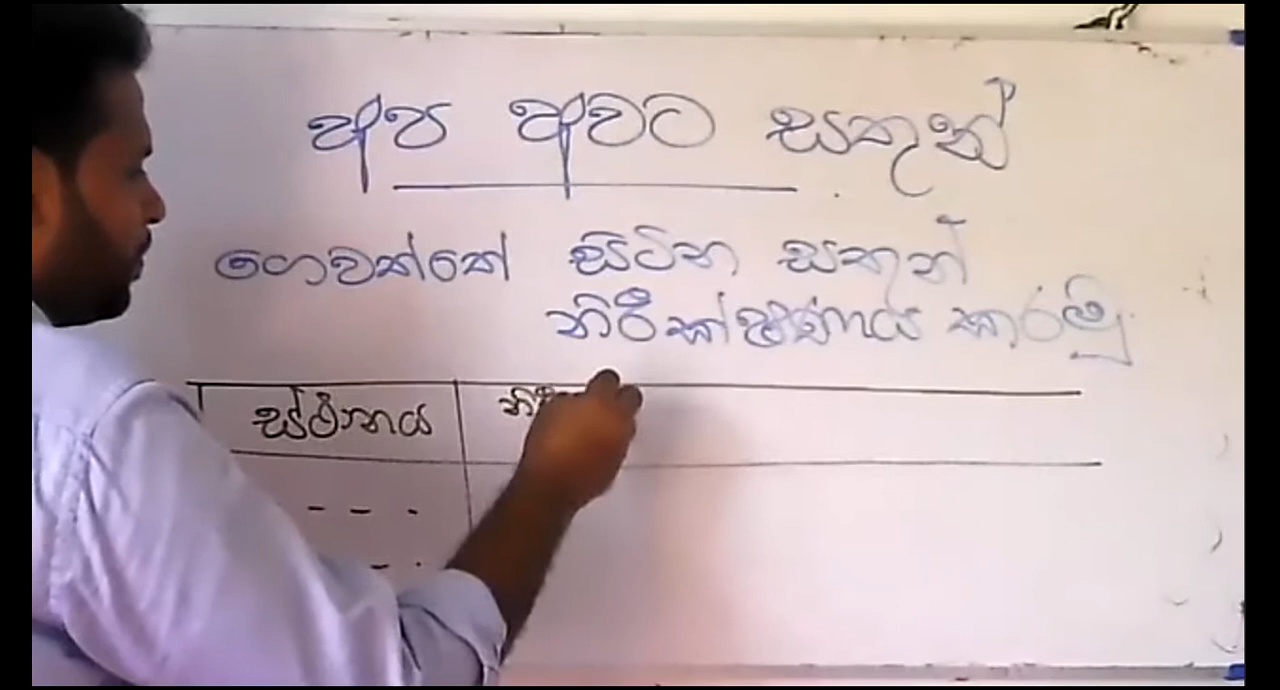 අප අවට සතුන්
ගෙවත්තේ සිටින සතුන්
නිරීක්ෂණය කරමු
ස්ථානය